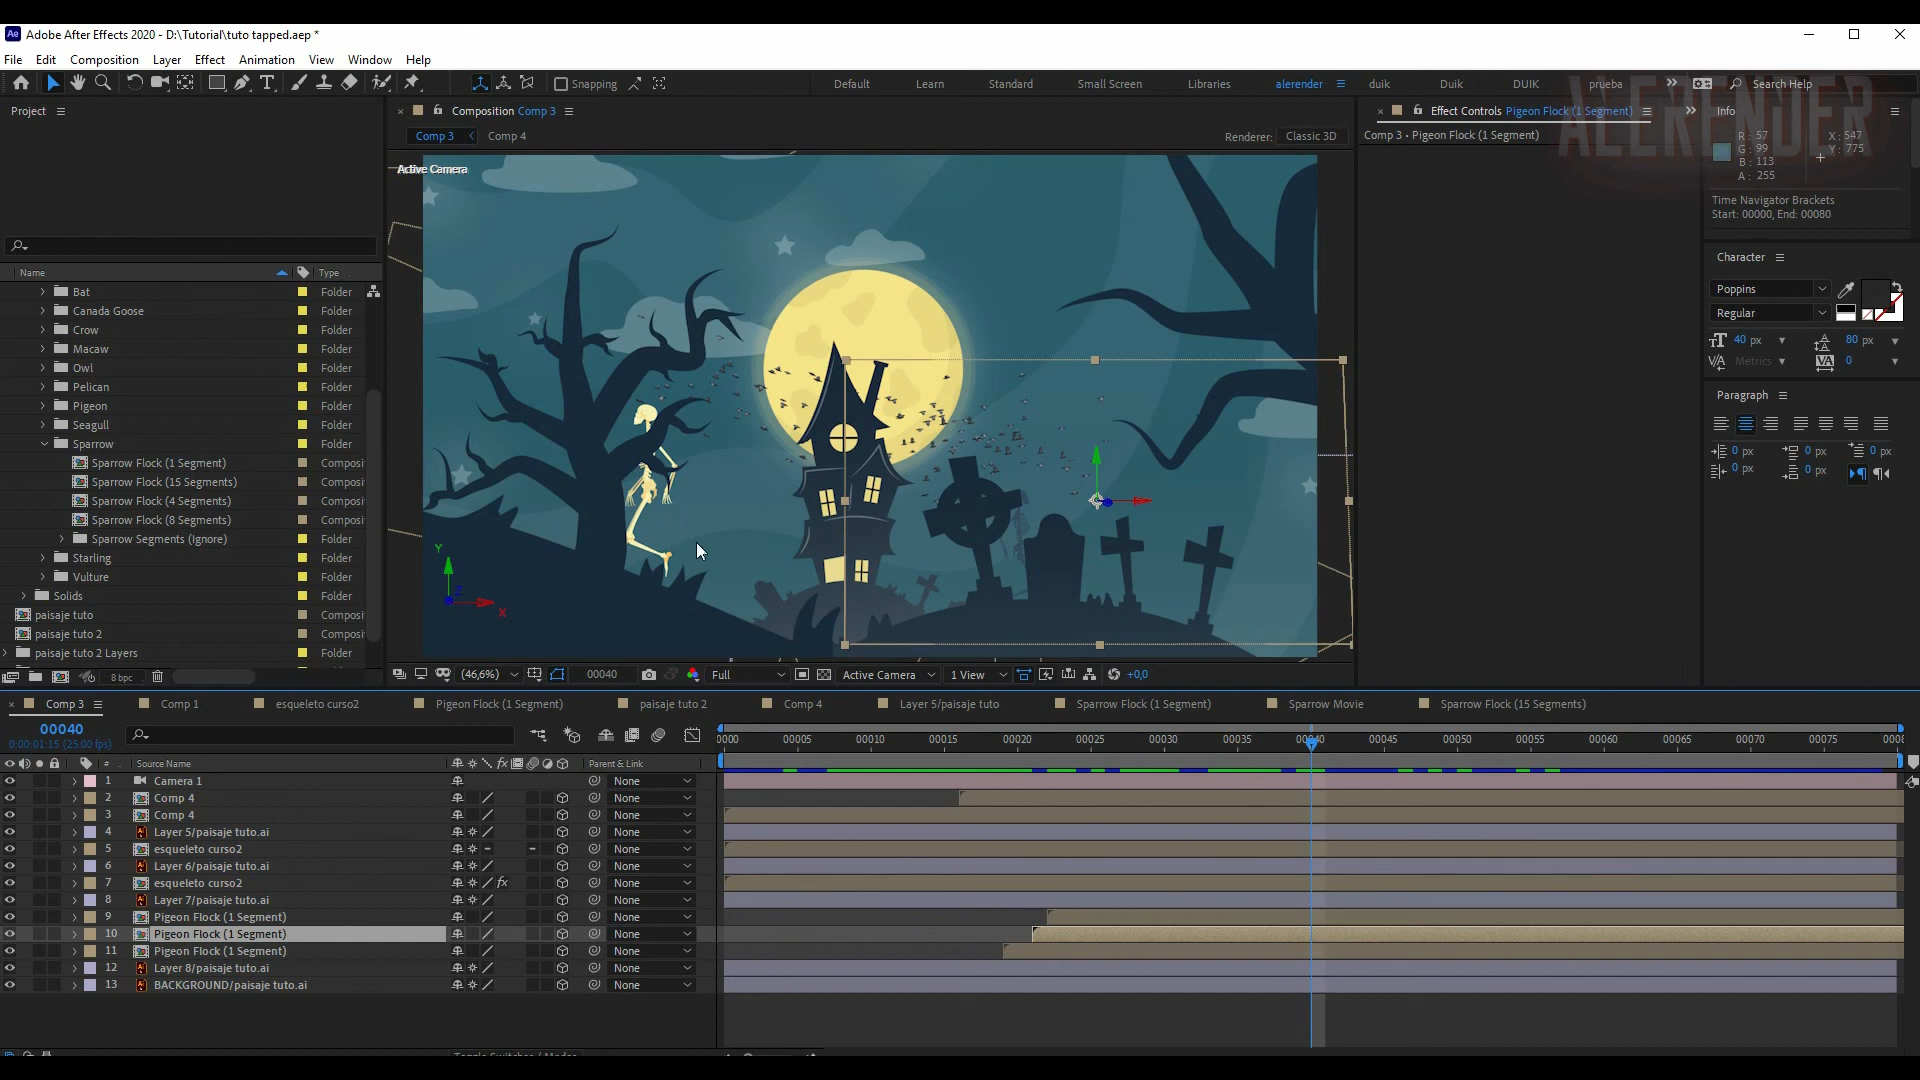 Ae Adobe After Effects 2020 - D:\Tutorial\tuto tapped.aep *
File Edit Composition Layer Effect Animation View Window Help
Snapping Default Learn Standard Small Screen Libraries alerender duik Duik DUIK prueba Search Help
ALERENDER
Project
Composition Comp 3
Effect Controls Pigeon Flock (1 Segment)
Info
Comp 3 Comp 4
Renderer: Classic 3D
Comp 3 • Pigeon Flock (1 Segment)
Active Camera
R: 57
G: 99
B: 113
A: 255
X: 547
Y: 775
Time Navigator Brackets
Start: 00000, End: 00080
Name Type
Bat Folder
Canada Goose Folder
Crow Folder
Macaw Folder
Owl Folder
Pelican Folder
Pigeon Folder
Seagull Folder
Sparrow Folder
Sparrow Flock (1 Segment) Composi
Sparrow Flock (15 Segments) Composi
Sparrow Flock (4 Segments) Composi
Sparrow Flock (8 Segments) Composi
Sparrow Segments (Ignore) Folder
Starling Folder
Vulture Folder
Solids Folder
paisaje tuto Composi
paisaje tuto 2 Composi
paisaje tuto 2 Layers Folder
8 bpc
Y
Z
X
Character
Poppins
Regular
40 px 80 px
Metrics 0
Paragraph
0 px 0 px 0 px
0 px 0 px
(46,6%) 00040 Full Active Camera 1 View +0,0
Comp 3 Comp 1 esqueleto curso2 Pigeon Flock (1 Segment) paisaje tuto 2 Comp 4 Layer 5/paisaje tuto Sparrow Flock (1 Segment) Sparrow Movie Sparrow Flock (15 Segments)
00040
0:00:01:15 (25.00 fps)
0000 00005 00010 00015 00020 00025 00030 00035 00040 00045 00050 00055 00060 00065 00070 00075 0008
# Source Name fx Parent & Link
1 Camera 1 None
2 Comp 4 None
3 Comp 4 None
4 Layer 5/paisaje tuto.ai None
5 esqueleto curso2 None
6 Layer 6/paisaje tuto.ai None
7 esqueleto curso2 fx None
8 Layer 7/paisaje tuto.ai None
9 Pigeon Flock (1 Segment) None
10 Pigeon Flock (1 Segment) None
11 Pigeon Flock (1 Segment) None
12 Layer 8/paisaje tuto.ai None
13 BACKGROUND/paisaje tuto.ai None
Toggle Switches / Modes